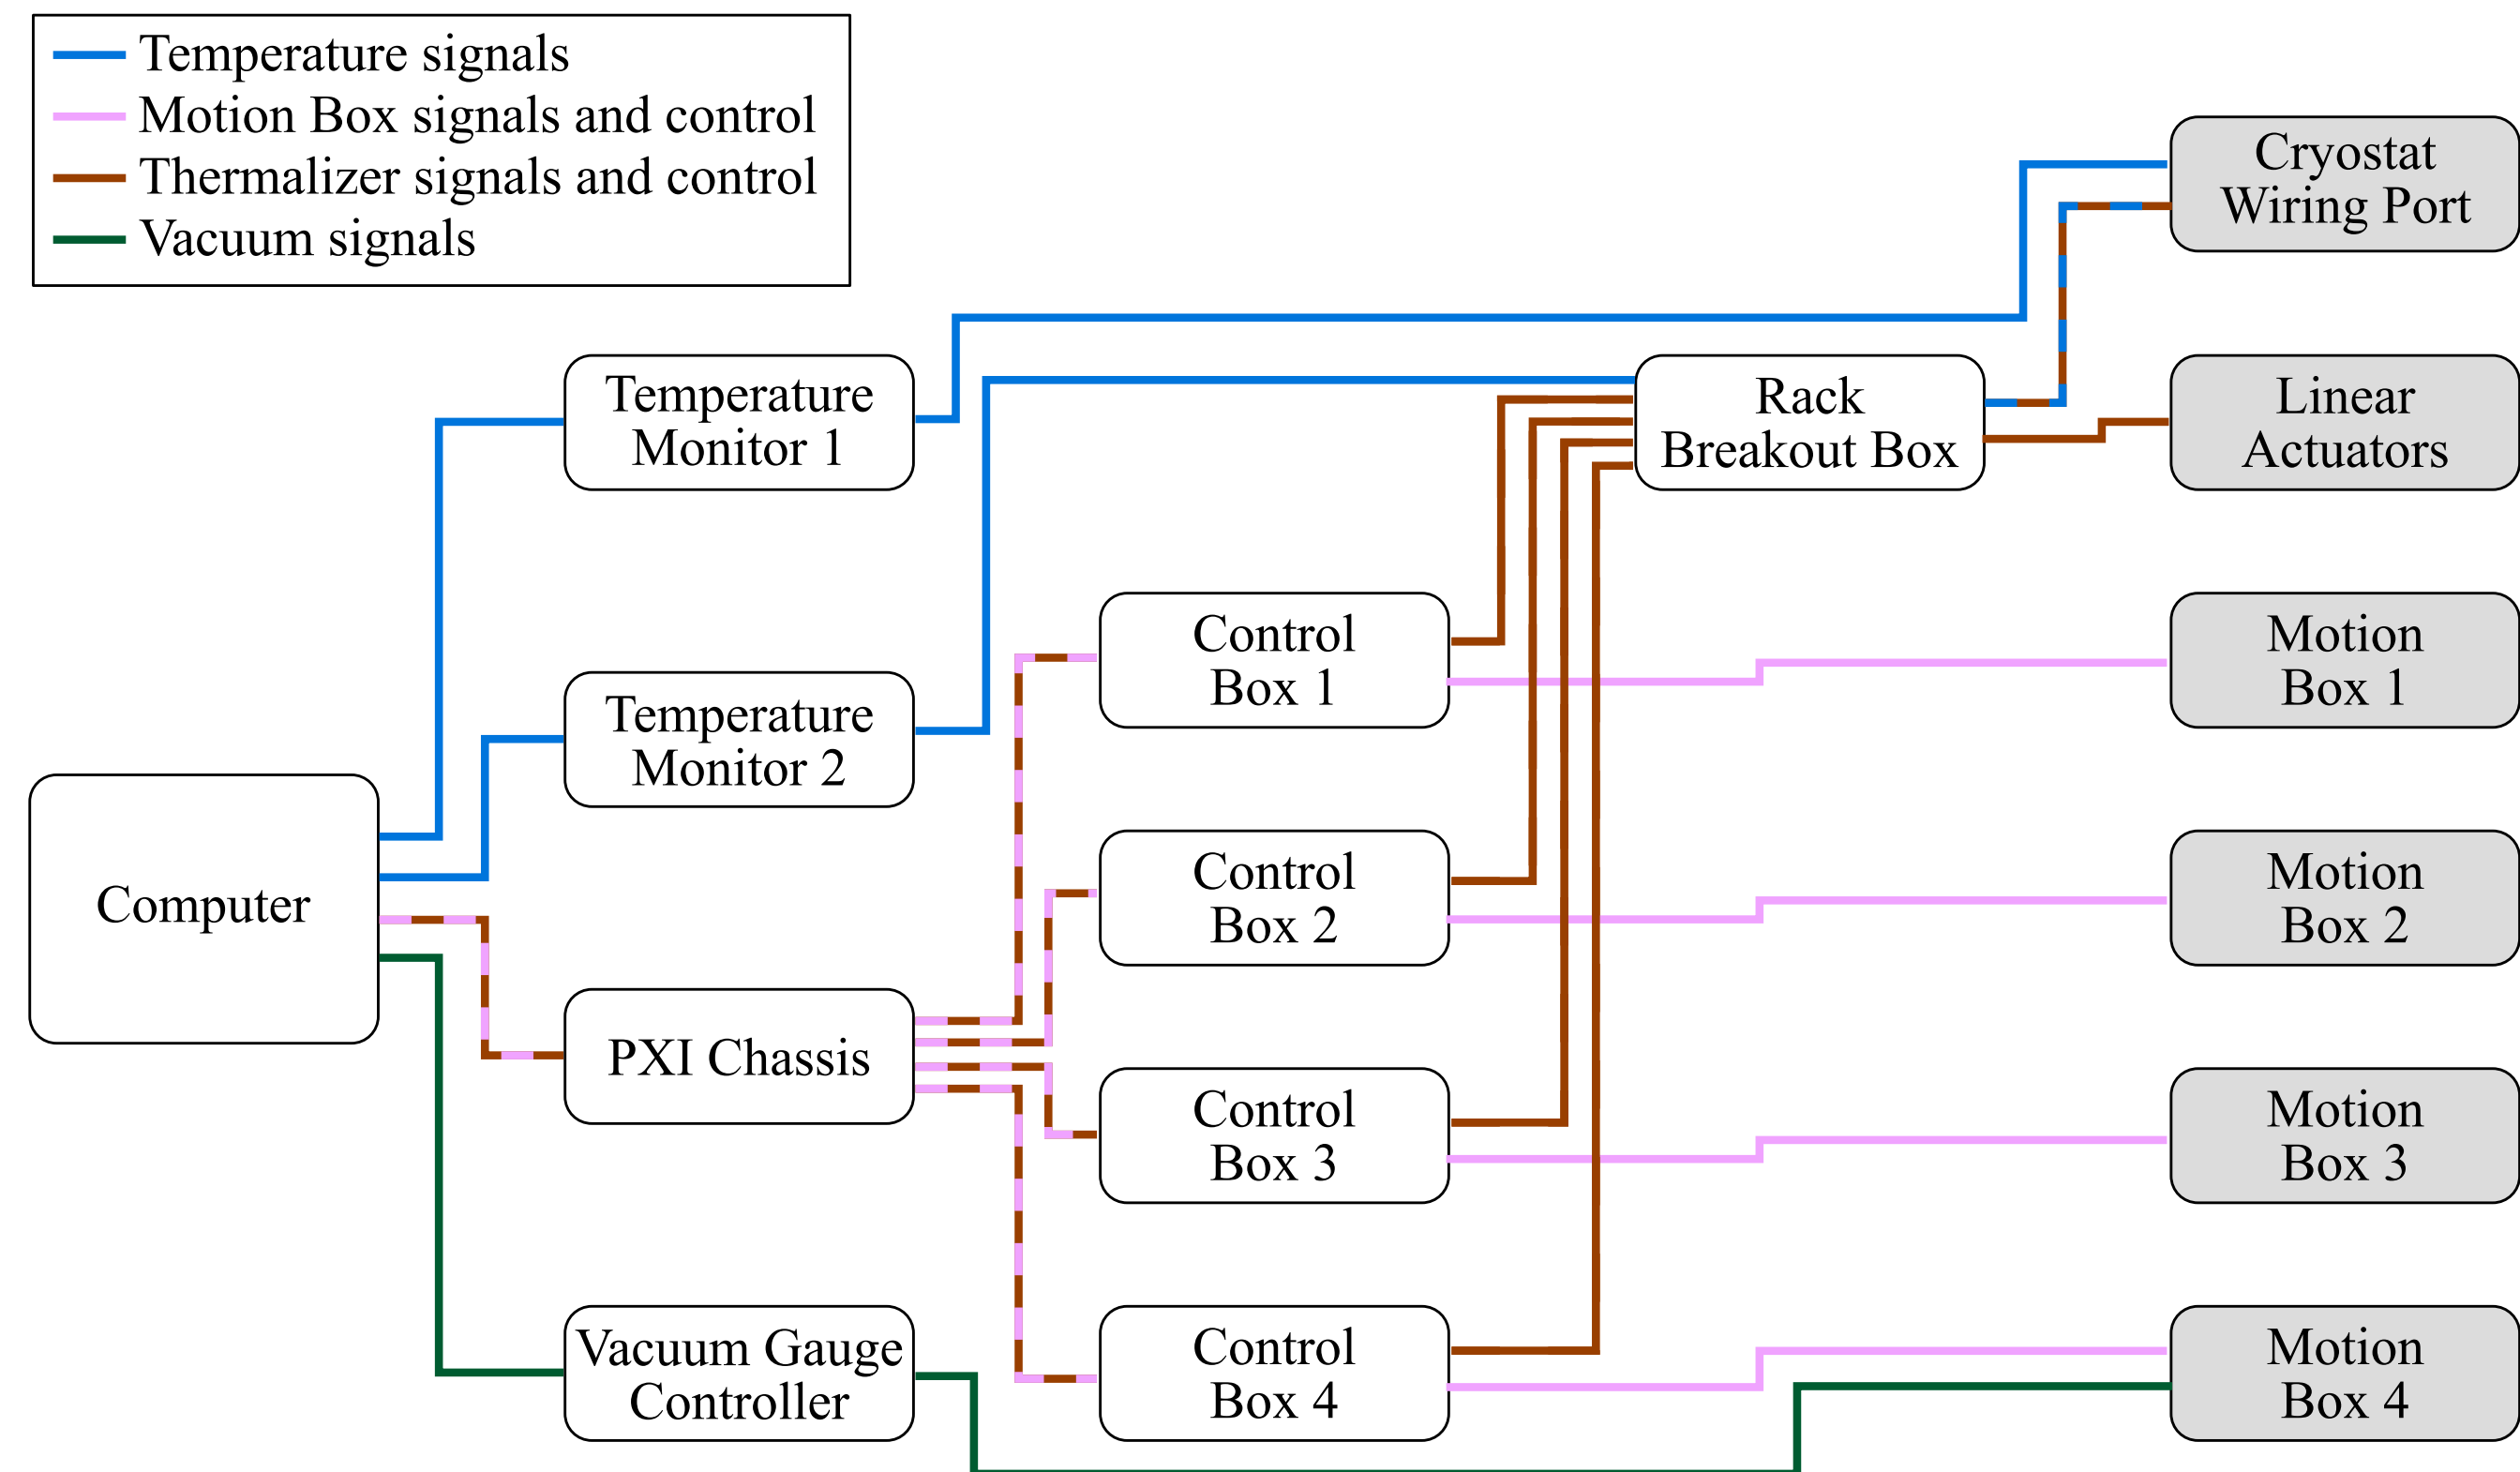 Temperature signals
Motion Box signals and control
Thermalizer signals and control
Vacuum signals
Cryostat
Wiring Port
Temperature
Monitor 1
Rack
Breakout Box
Linear
Actuators
Control
Box 1
Motion
Box 1
Temperature
Monitor 2
Computer
Control
Box 2
Motion
Box 2
PXI Chassis
Control
Box 3
Motion
Box 3
Vacuum Gauge
Controller
Control
Box 4
Motion
Box 4